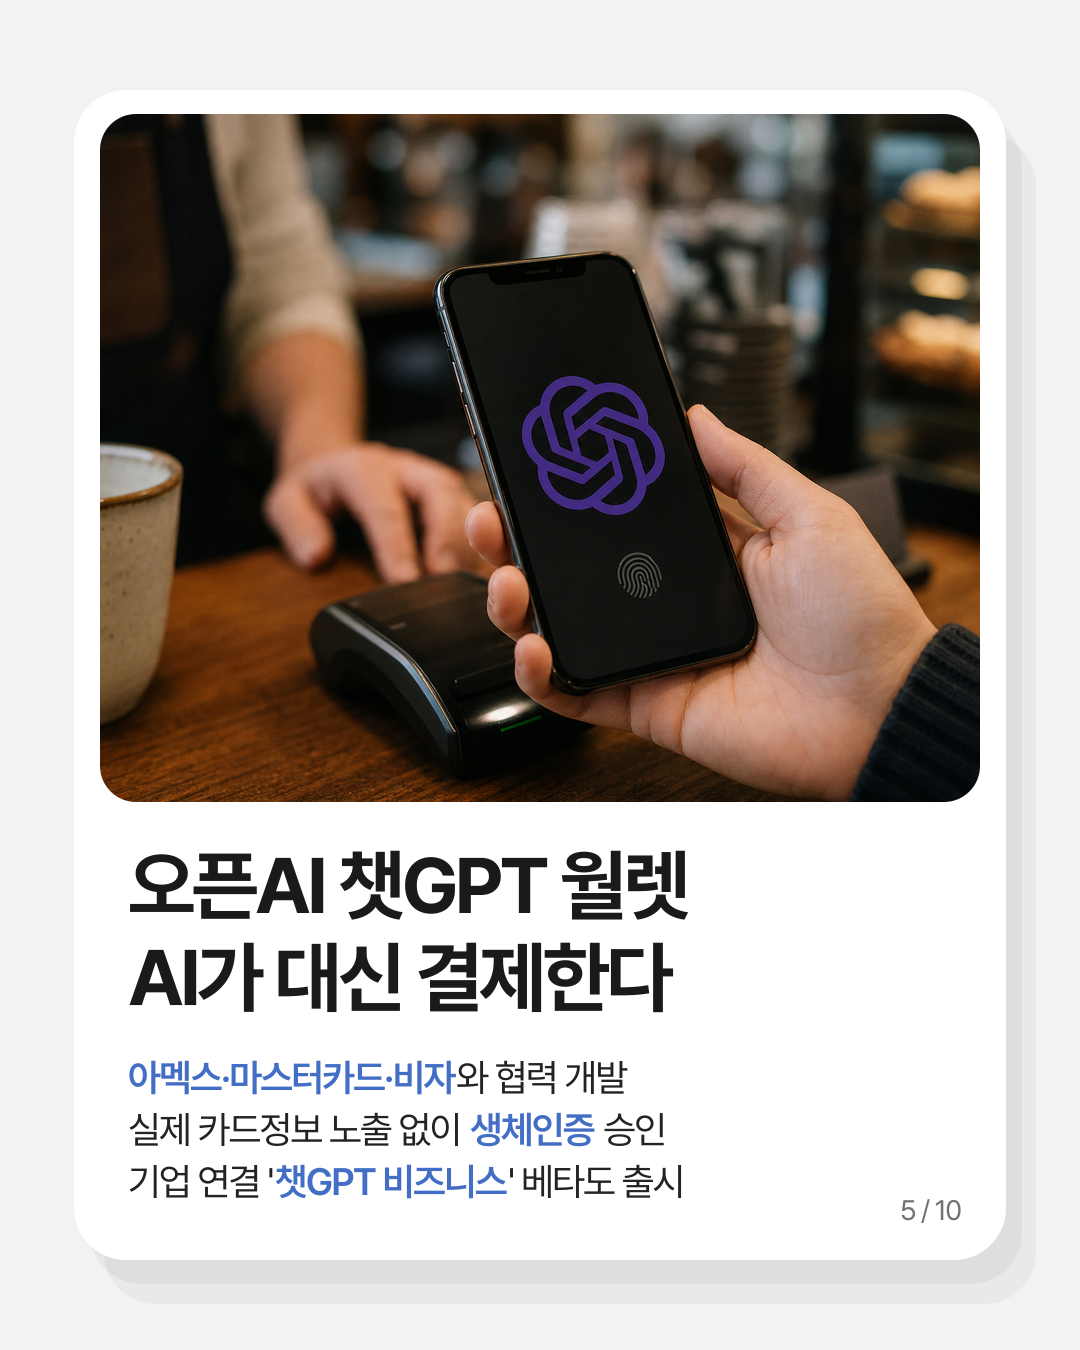 오픈AI 챗GPT 월렛
AI가 대신 결제한다
아멕스·마스터카드·비자와 협력 개발
실제 카드정보 노출 없이 생체인증 승인
기업 연결 '챗GPT 비즈니스' 베타도 출시
5 / 10